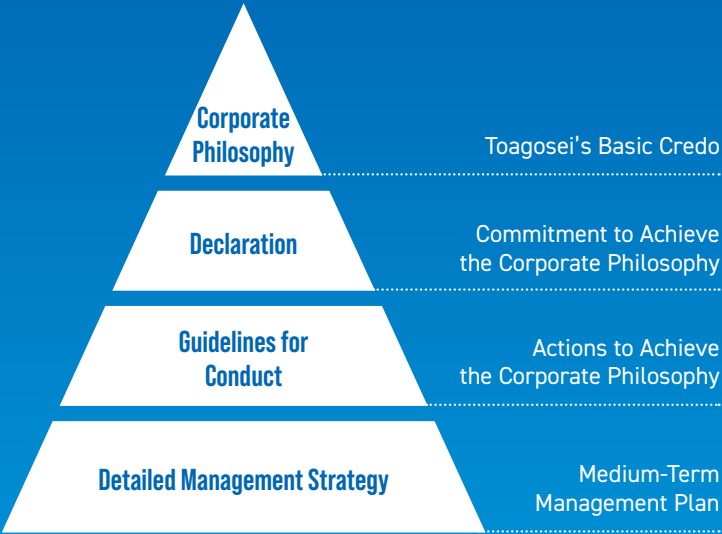 Corporate
Philosophy
Toagosei’s Basic Credo
Declaration
Commitment to Achieve
the Corporate Philosophy
Guidelines for
Conduct
Actions to Achieve
the Corporate Philosophy
Detailed Management Strategy
Medium-Term
Management Plan